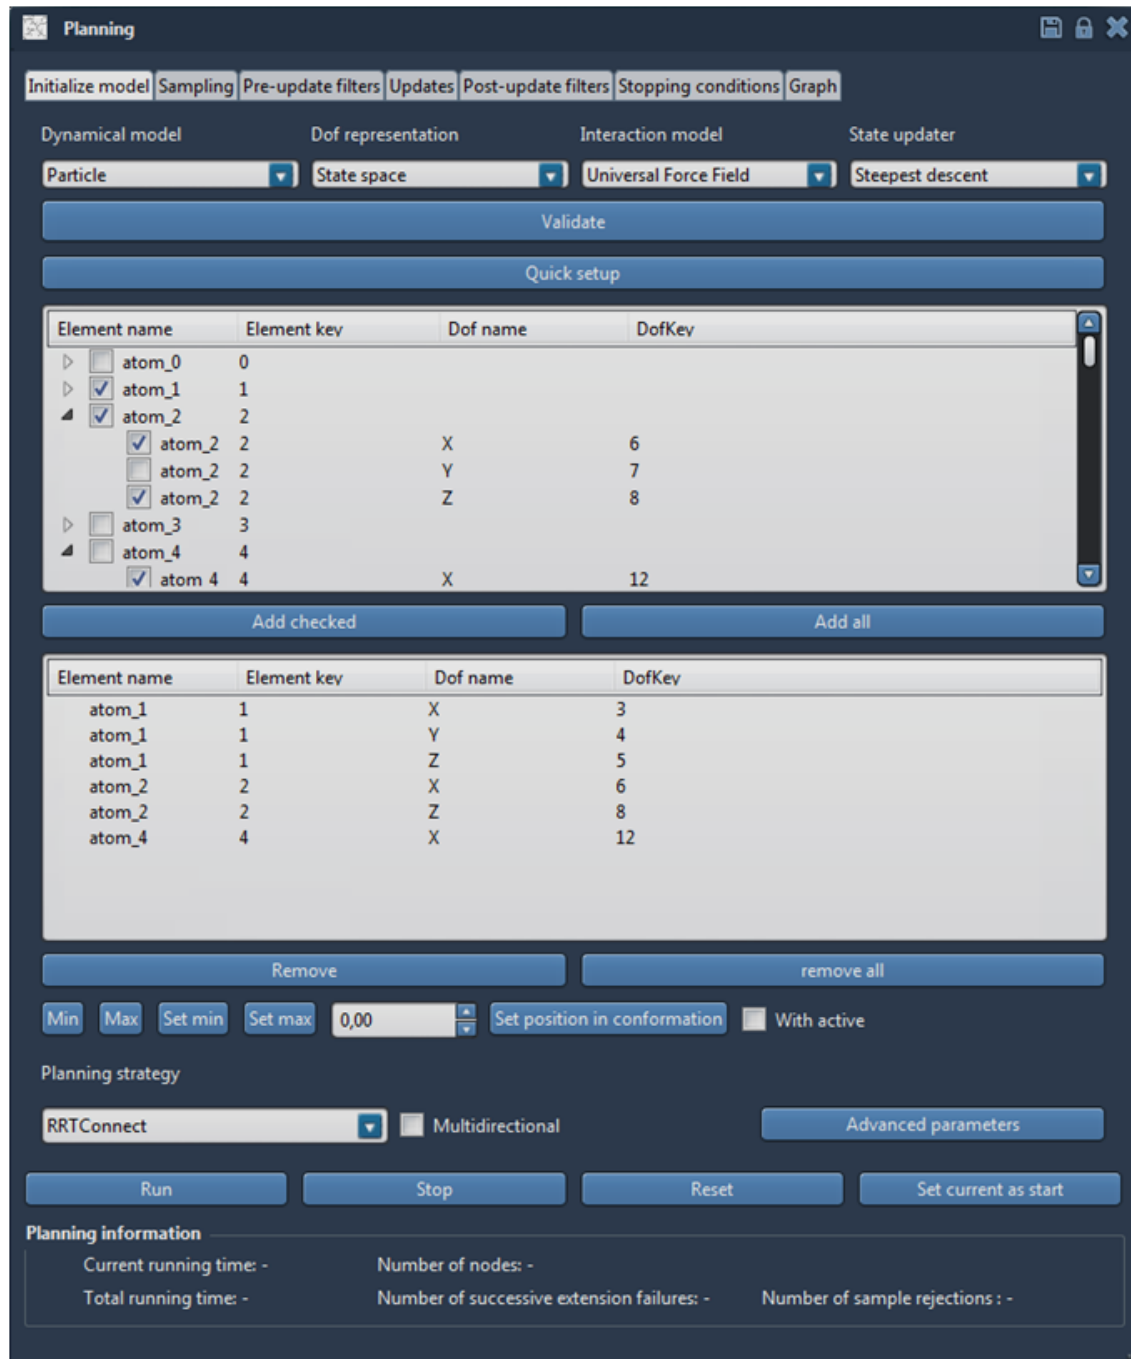 Planning
Initialize model Sampling Pre-update filters Updates Post-update filters Stopping conditions Graph
Dynamical model Dof representation Interaction model State updater
Particle State space Universal Force Field Steepest descent
Validate
Quick setup
Element name Element key Dof name DofKey
atom_0 0
atom_1 1
atom_2 2
atom_2 2 X 6
atom_2 2 Y 7
atom_2 2 Z 8
atom_3 3
atom_4 4
atom_4 4 X 12
Add checked Add all
Element name Element key Dof name DofKey
atom_1 1 X 3
atom_1 1 Y 4
atom_1 1 Z 5
atom_2 2 X 6
atom_2 2 Z 8
atom_4 4 X 12
Remove remove all
Min Max Set min Set max 0,00 Set position in conformation With active
Planning strategy
RRTConnect Multidirectional Advanced parameters
Run Stop Reset Set current as start
Planning information
Current running time: - Number of nodes: -
Total running time: - Number of successive extension failures: - Number of sample rejections : -